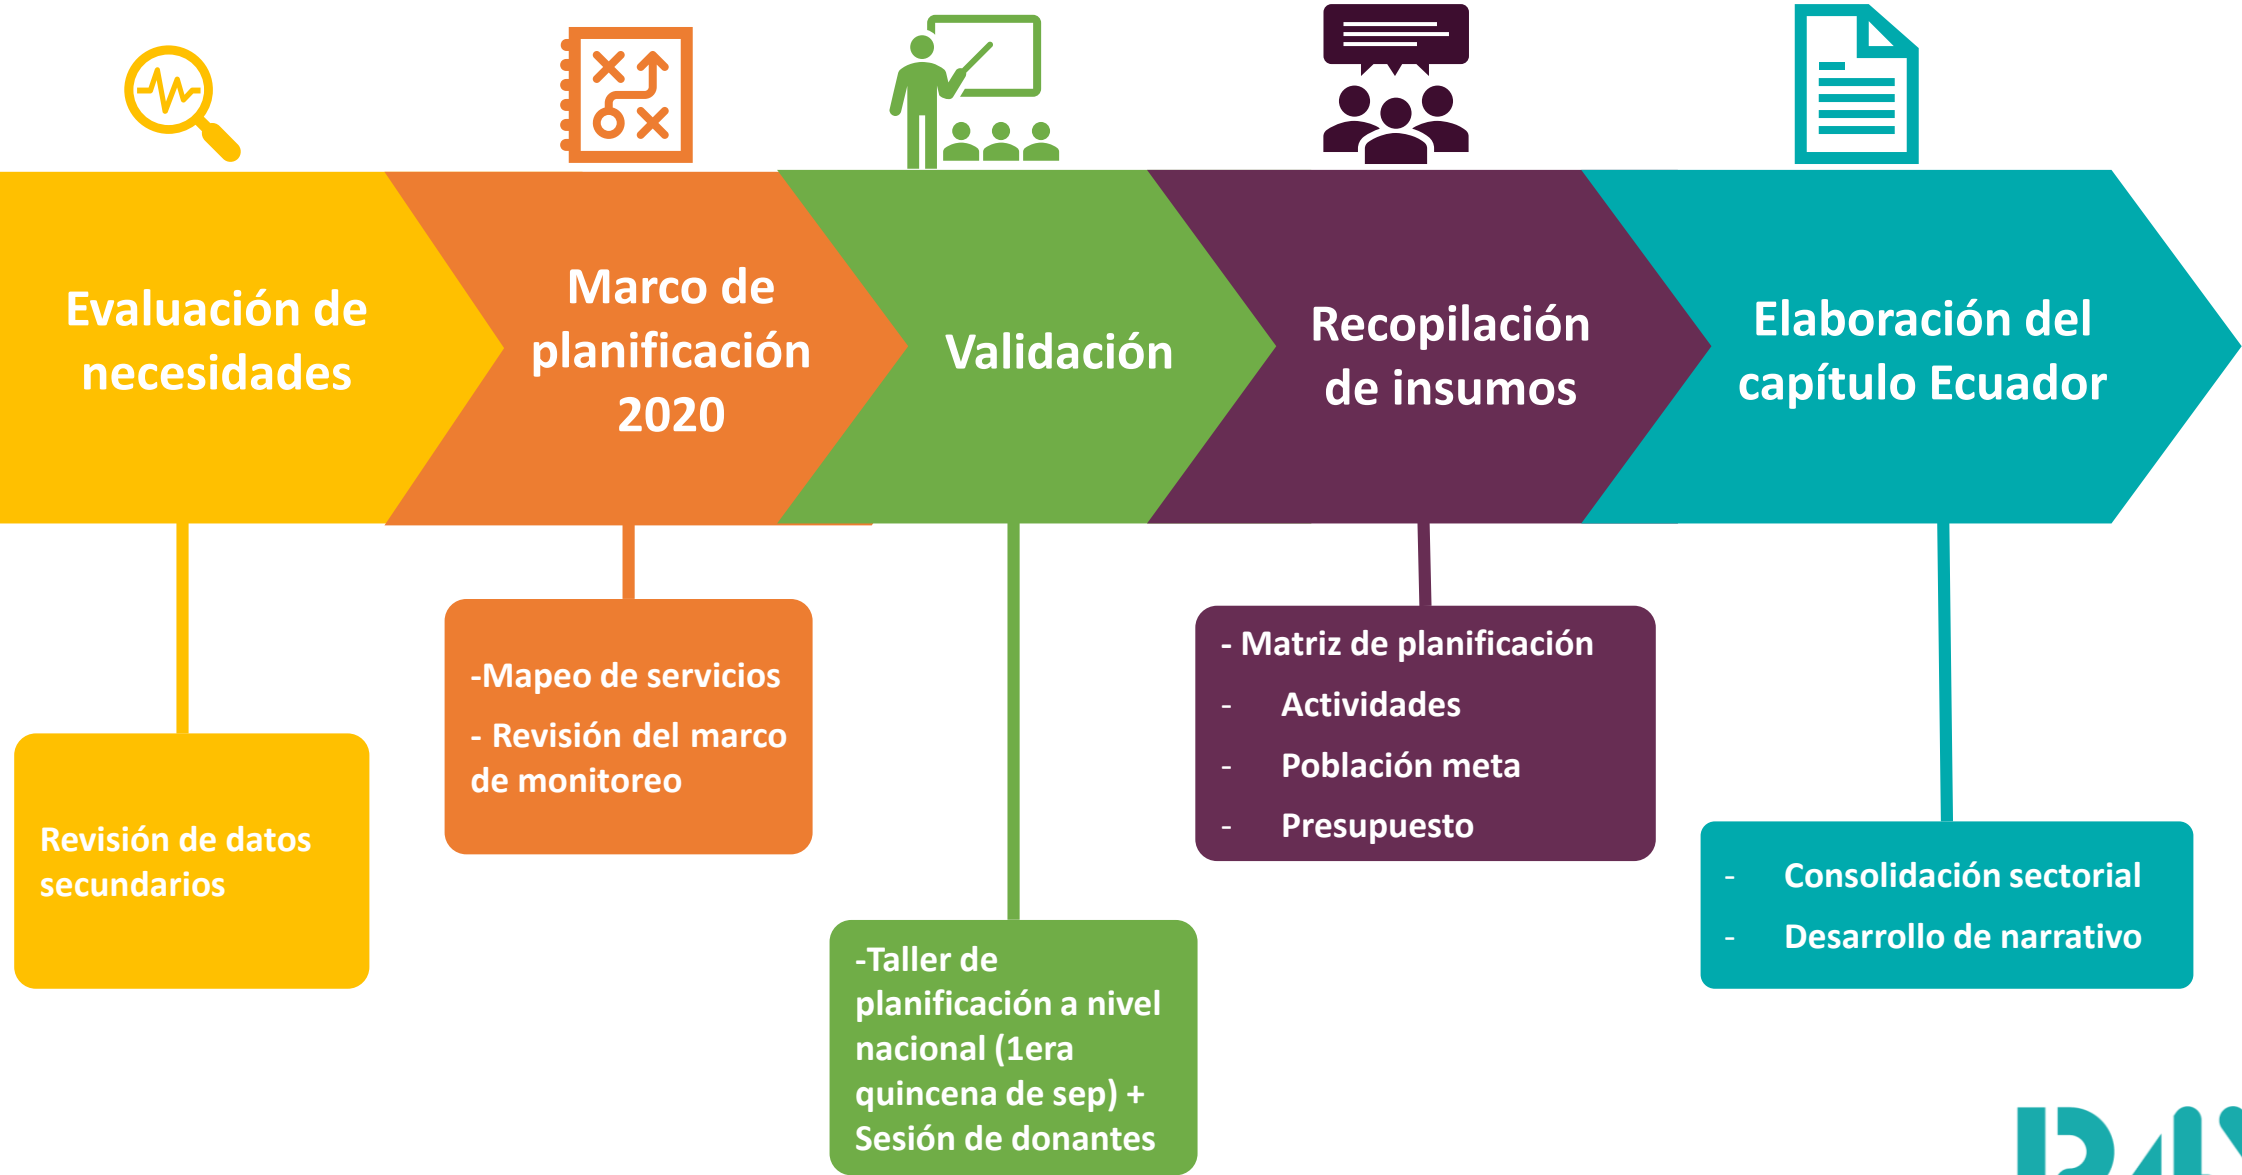 Evaluación de
necesidades
Marco de
planificación
2020
Validación
Recopilación
de insumos
Elaboración del
capítulo Ecuador
Revisión de datos
secundarios
-Mapeo de servicios
- Revisión del marco
de monitoreo
-Taller de
planificación a nivel
nacional (1era
quincena de sep) +
Sesión de donantes
- Matriz de planificación
- Actividades
- Población meta
- Presupuesto
- Consolidación sectorial
- Desarrollo de narrativo